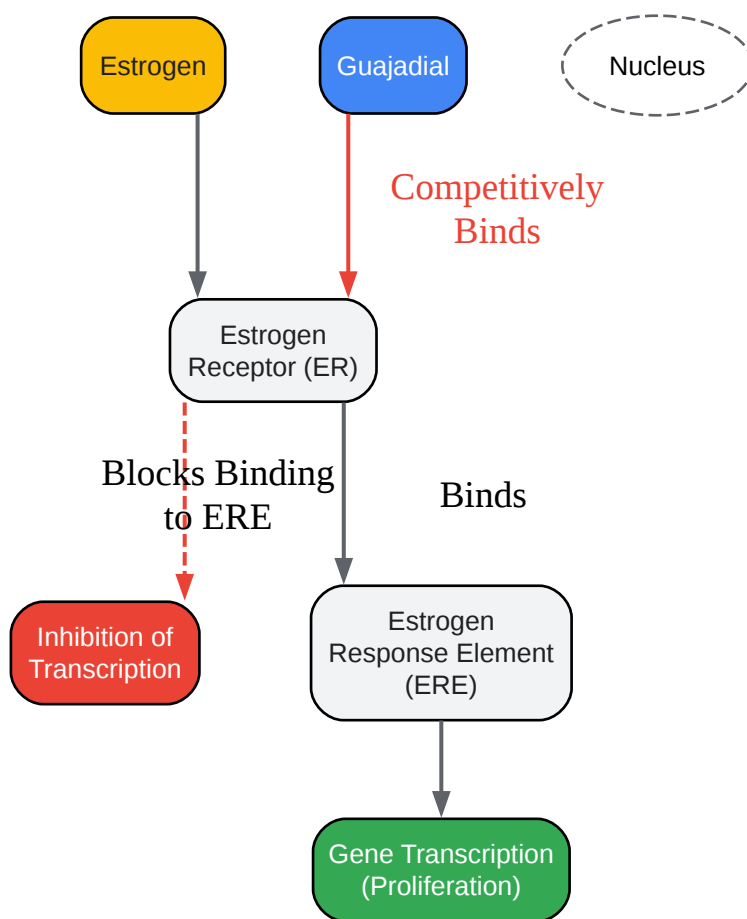 Estrogen
Guajadial
Nucleus
Competitively
Binds
Estrogen
Receptor (ER)
Blocks Binding
to ERE
Binds
Inhibition of
Transcription
Estrogen
Response Element
(ERE)
Gene Transcription
(Proliferation)